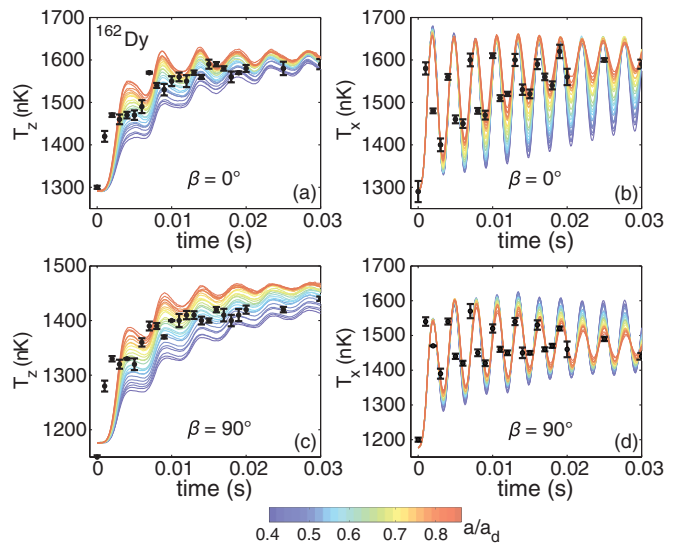 ¹⁶²Dy
1600
1500
1400
1300
T_z (nK)
β = 0°
(a)
0
0.01
0.02
0.03
time (s)
1700
1600
1500
1400
1300
T_x (nK)
β = 0°
(b)
0
0.01
0.02
0.03
time (s)
1500
1400
1300
1200
T_z (nK)
β = 90°
(c)
0
0.01
0.02
0.03
time (s)
1700
1600
1500
1400
1300
1200
T_x (nK)
β = 90°
(d)
0
0.01
0.02
0.03
time (s)
0.4 0.5 0.6 0.7 0.8 a/a_d